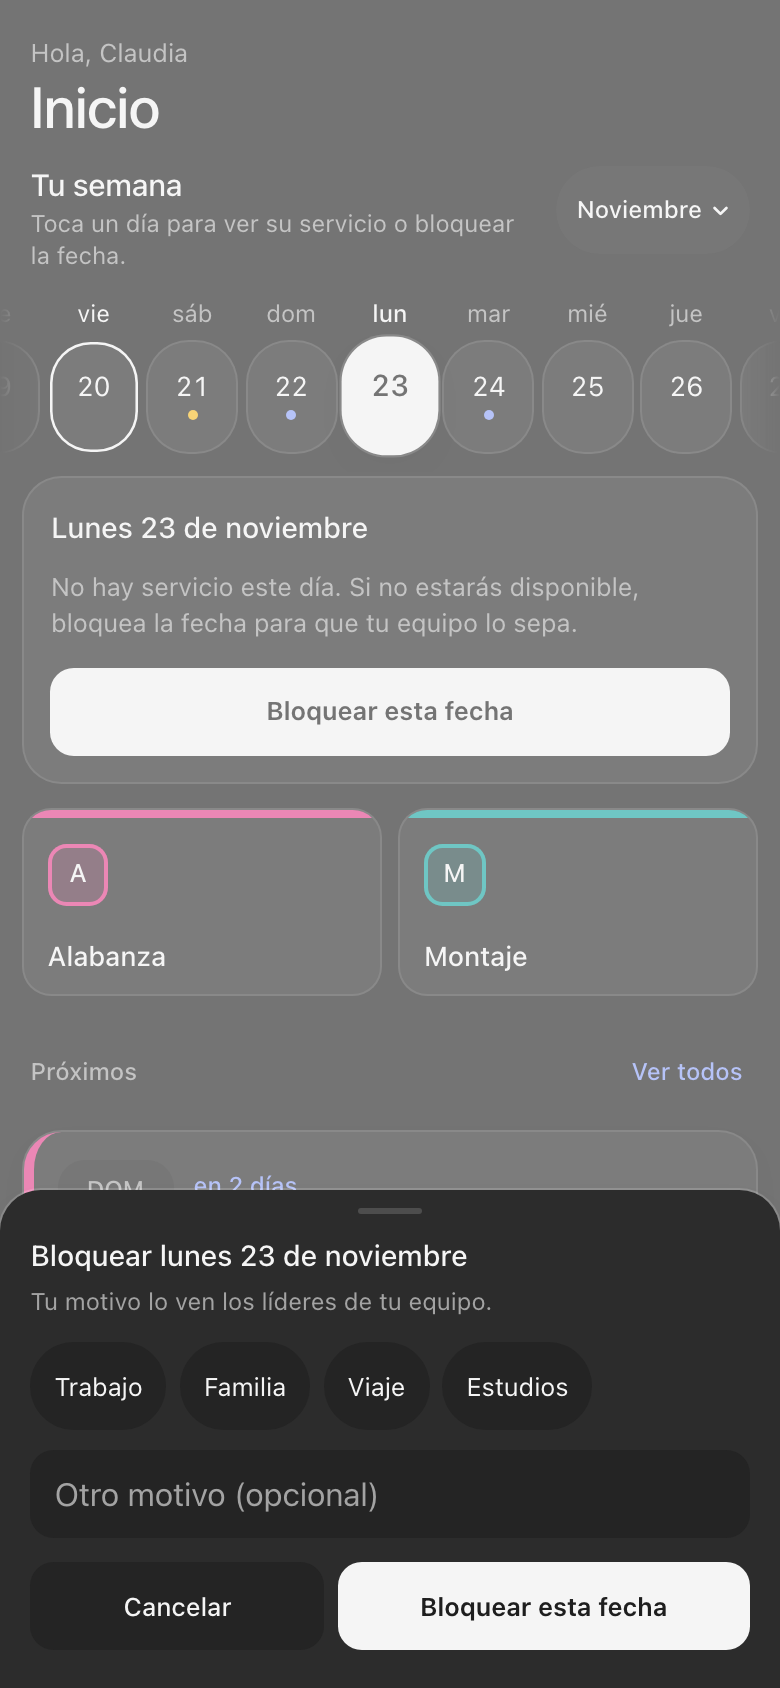 Hola, Claudia
Inicio
Tu semana
Toca un día para ver su servicio o bloquear
la fecha.
Noviembre
vie sáb dom lun mar mié jue
20 21 22 23 24 25 26
Lunes 23 de noviembre
No hay servicio este día. Si no estarás disponible,
bloquea la fecha para que tu equipo lo sepa.
Bloquear esta fecha
A
Alabanza
M
Montaje
Próximos
Ver todos
DOM en 2 días
Bloquear lunes 23 de noviembre
Tu motivo lo ven los líderes de tu equipo.
Trabajo Familia Viaje Estudios
Otro motivo (opcional)
Cancelar Bloquear esta fecha